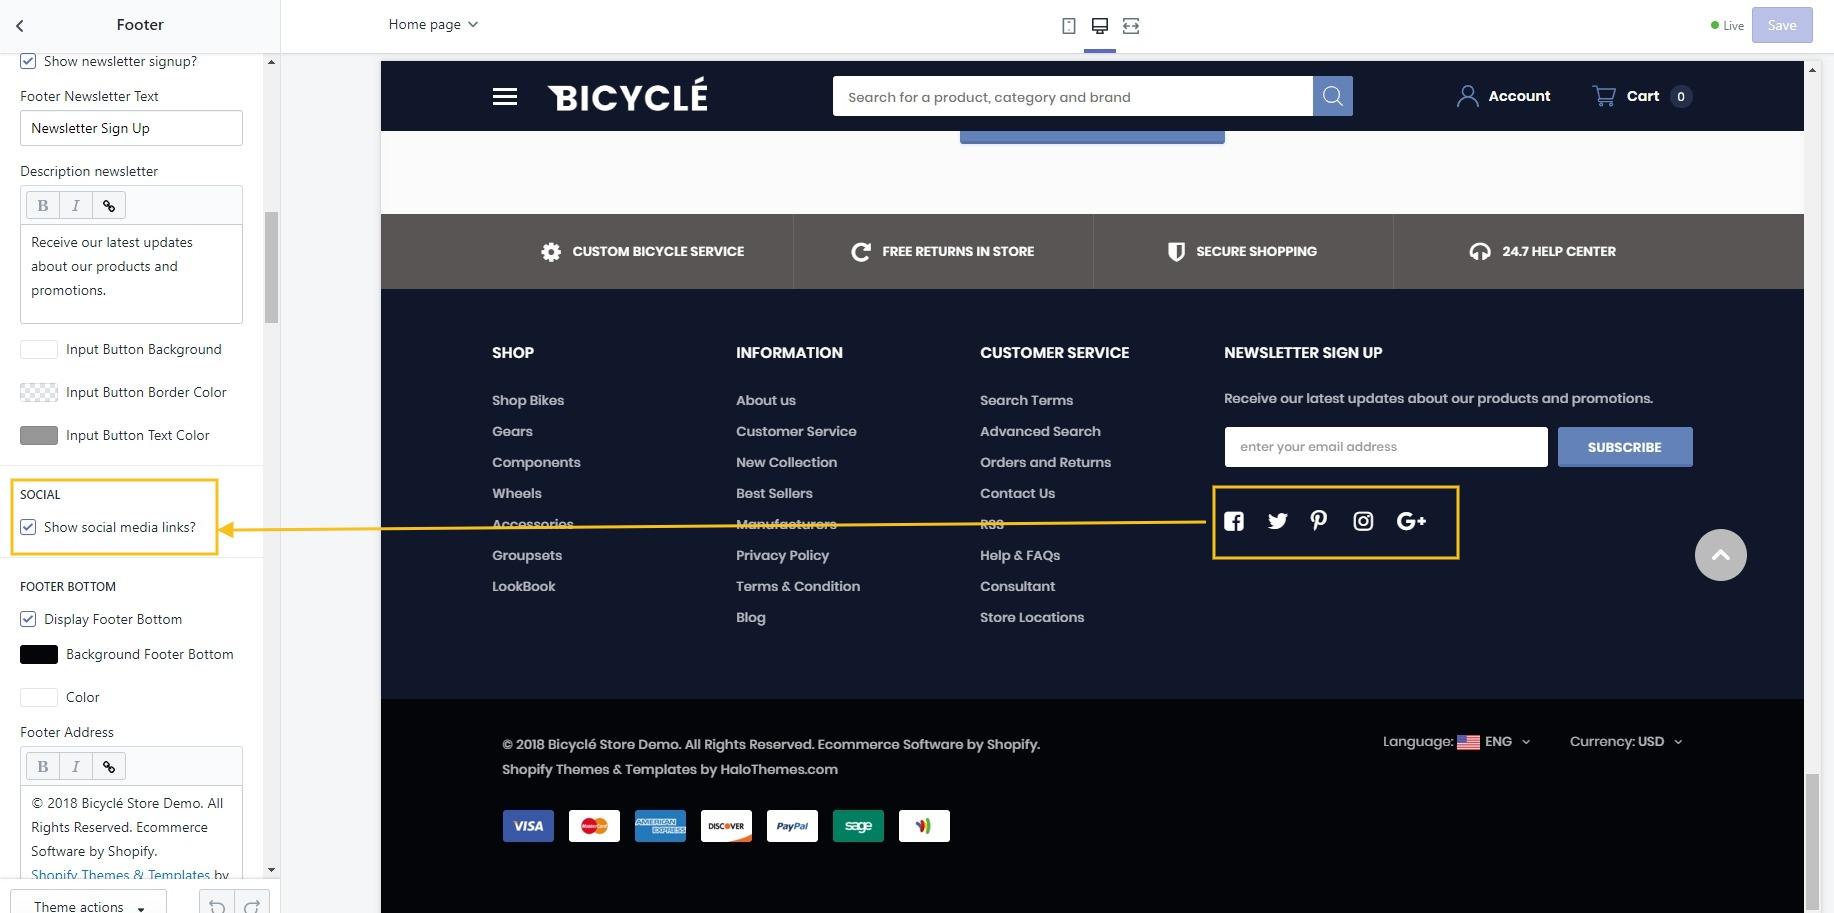 Footer
Home page
Live
Save
Show newsletter signup?
Footer Newsletter Text
Newsletter Sign Up
Description newsletter
B I
Receive our latest updates
about our products and
promotions.
Input Button Background
Input Button Border Color
Input Button Text Color
SOCIAL
Show social media links?
FOOTER BOTTOM
Display Footer Bottom
Background Footer Bottom
Color
Footer Address
B I
© 2018 Bicyclé Store Demo. All
Rights Reserved. Ecommerce
Software by Shopify.
Shopify Themes & Templates by
Theme actions
BICYCLÉ
Search for a product, category and brand
Account
Cart 0
CUSTOM BICYCLE SERVICE
FREE RETURNS IN STORE
SECURE SHOPPING
24.7 HELP CENTER
SHOP
Shop Bikes
Gears
Components
Wheels
Accessories
Groupsets
LookBook
INFORMATION
About us
Customer Service
New Collection
Best Sellers
Manufacturers
Privacy Policy
Terms & Condition
Blog
CUSTOMER SERVICE
Search Terms
Advanced Search
Orders and Returns
Contact Us
RSS
Help & FAQs
Consultant
Store Locations
NEWSLETTER SIGN UP
Receive our latest updates about our products and promotions.
enter your email address
SUBSCRIBE
G+
© 2018 Bicyclé Store Demo. All Rights Reserved. Ecommerce Software by Shopify.
Shopify Themes & Templates by HaloThemes.com
Language: ENG
Currency: USD
VISA
MasterCard
AMERICAN EXPRESS
DISCOVER
PayPal
sage